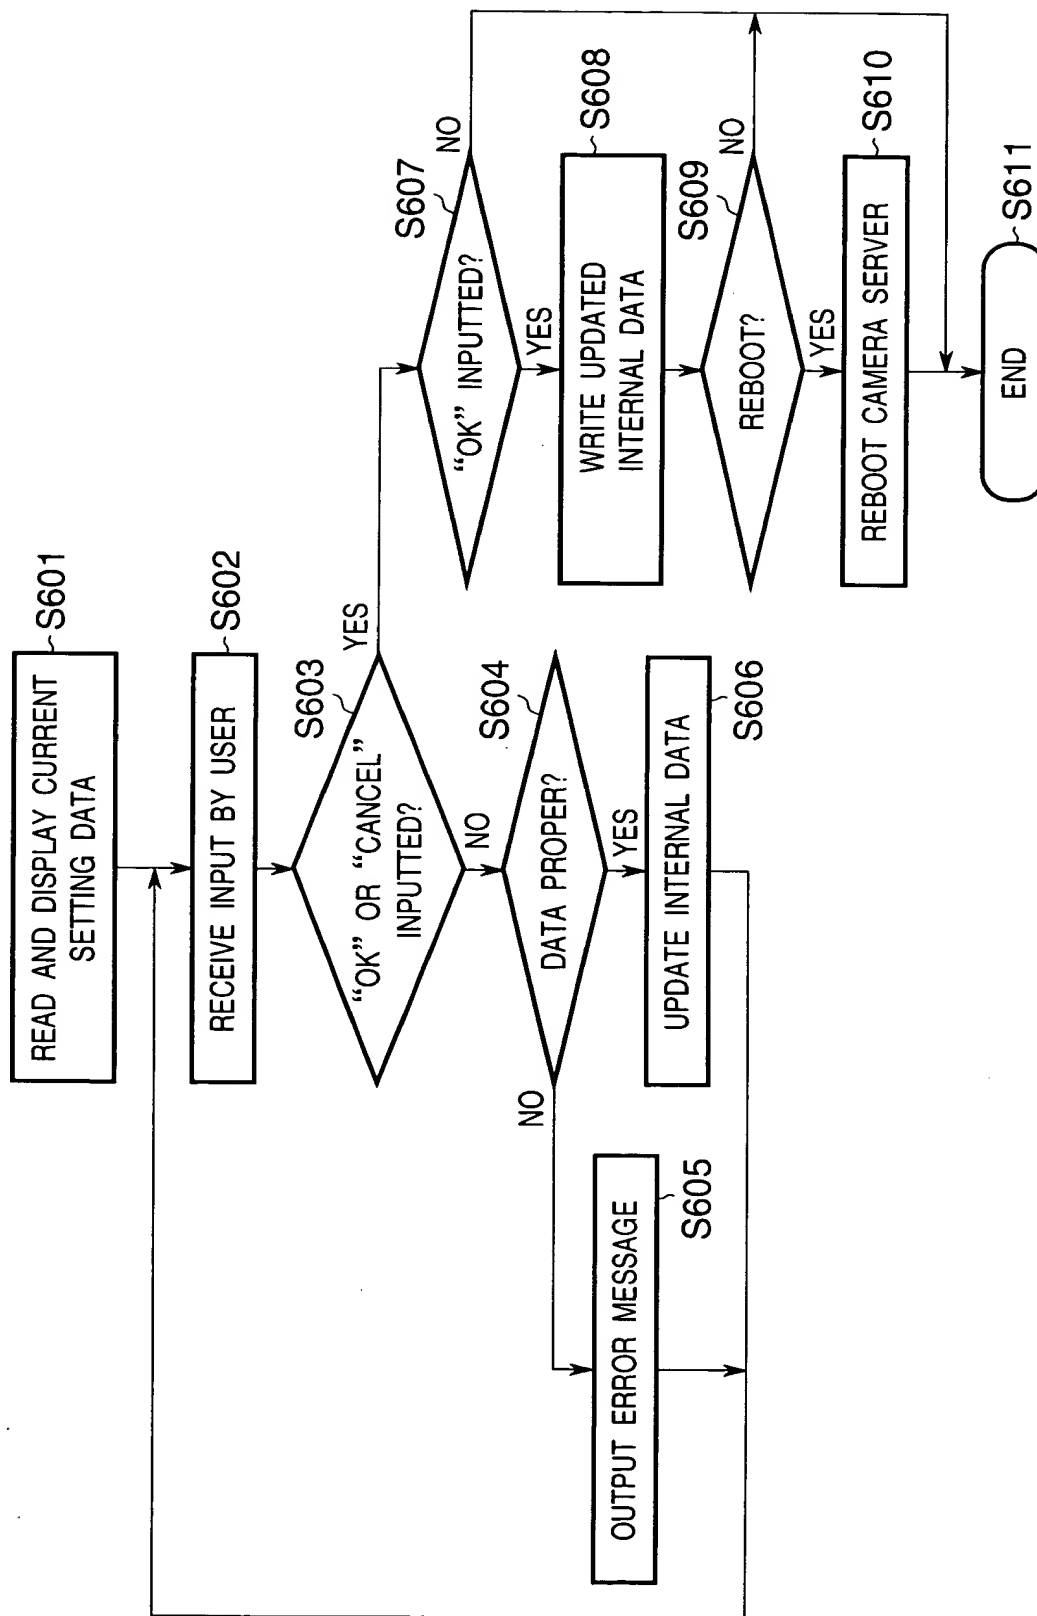 READ AND DISPLAY CURRENT
SETTING DATA
S601
RECEIVE INPUT BY USER
S602
"OK" OR "CANCEL"
INPUTTED?
S603
YES
NO
DATA PROPER?
S604
NO
YES
OUTPUT ERROR MESSAGE
S605
UPDATE INTERNAL DATA
S606
"OK" INPUTTED?
S607
NO
YES
WRITE UPDATED
INTERNAL DATA
S608
REBOOT?
S609
NO
YES
REBOOT CAMERA SERVER
S610
END
S611